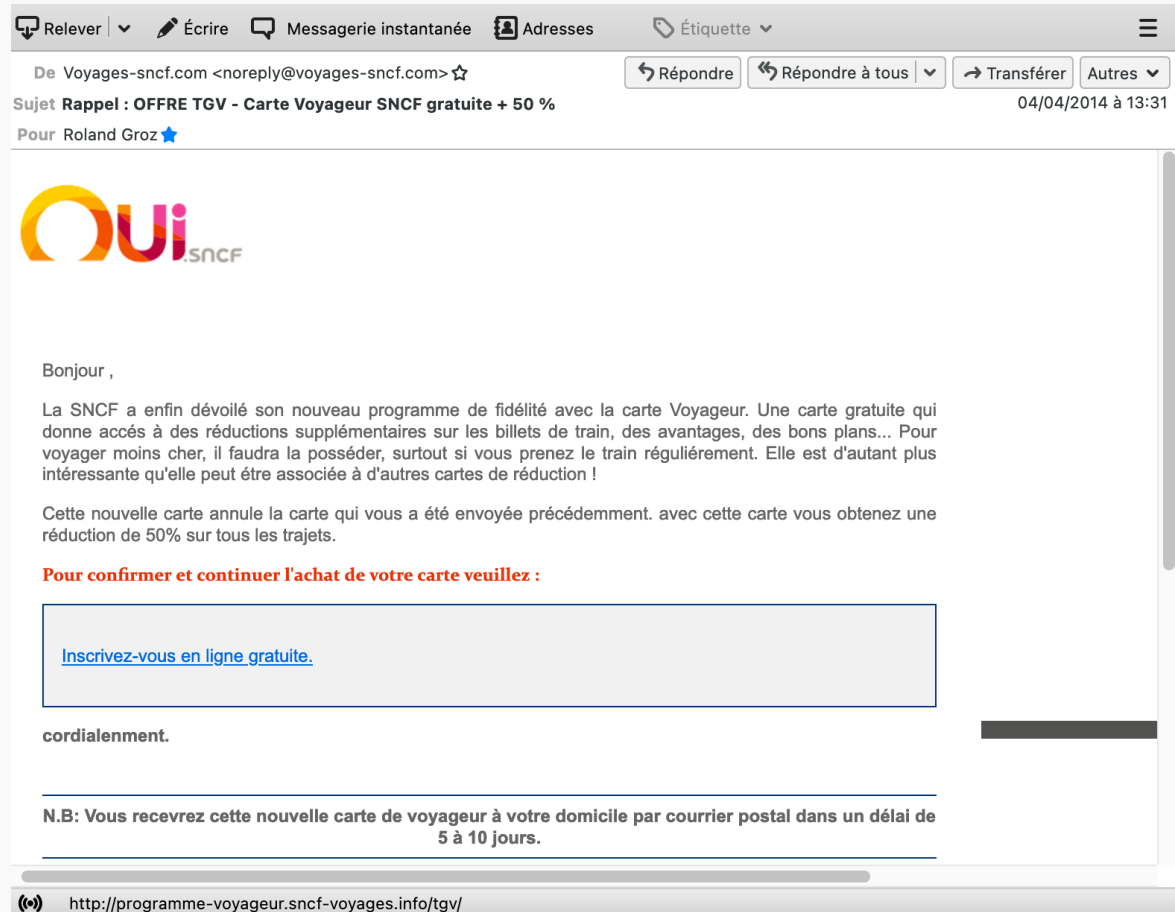 Relever Écrire Messagerie instantanée Adresses Étiquette
De Voyages-sncf.com <noreply@voyages-sncf.com> Répondre Répondre à tous Transférer Autres
Sujet Rappel : OFFRE TGV - Carte Voyageur SNCF gratuite + 50 % 04/04/2014 à 13:31
Pour Roland Groz
OUi.sncf
Bonjour ,
La SNCF a enfin dévoilé son nouveau programme de fidélité avec la carte Voyageur. Une carte gratuite qui
donne accés à des réductions supplémentaires sur les billets de train, des avantages, des bons plans... Pour
voyager moins cher, il faudra la posséder, surtout si vous prenez le train réguliérement. Elle est d'autant plus
intéressante qu'elle peut étre associée à d'autres cartes de réduction !
Cette nouvelle carte annule la carte qui vous a été envoyée précédemment. avec cette carte vous obtenez une
réduction de 50% sur tous les trajets.
Pour confirmer et continuer l'achat de votre carte veuillez :
Inscrivez-vous en ligne gratuite.
cordialenment.
N.B: Vous recevrez cette nouvelle carte de voyageur à votre domicile par courrier postal dans un délai de
5 à 10 jours.
http://programme-voyageur.sncf-voyages.info/tgv/